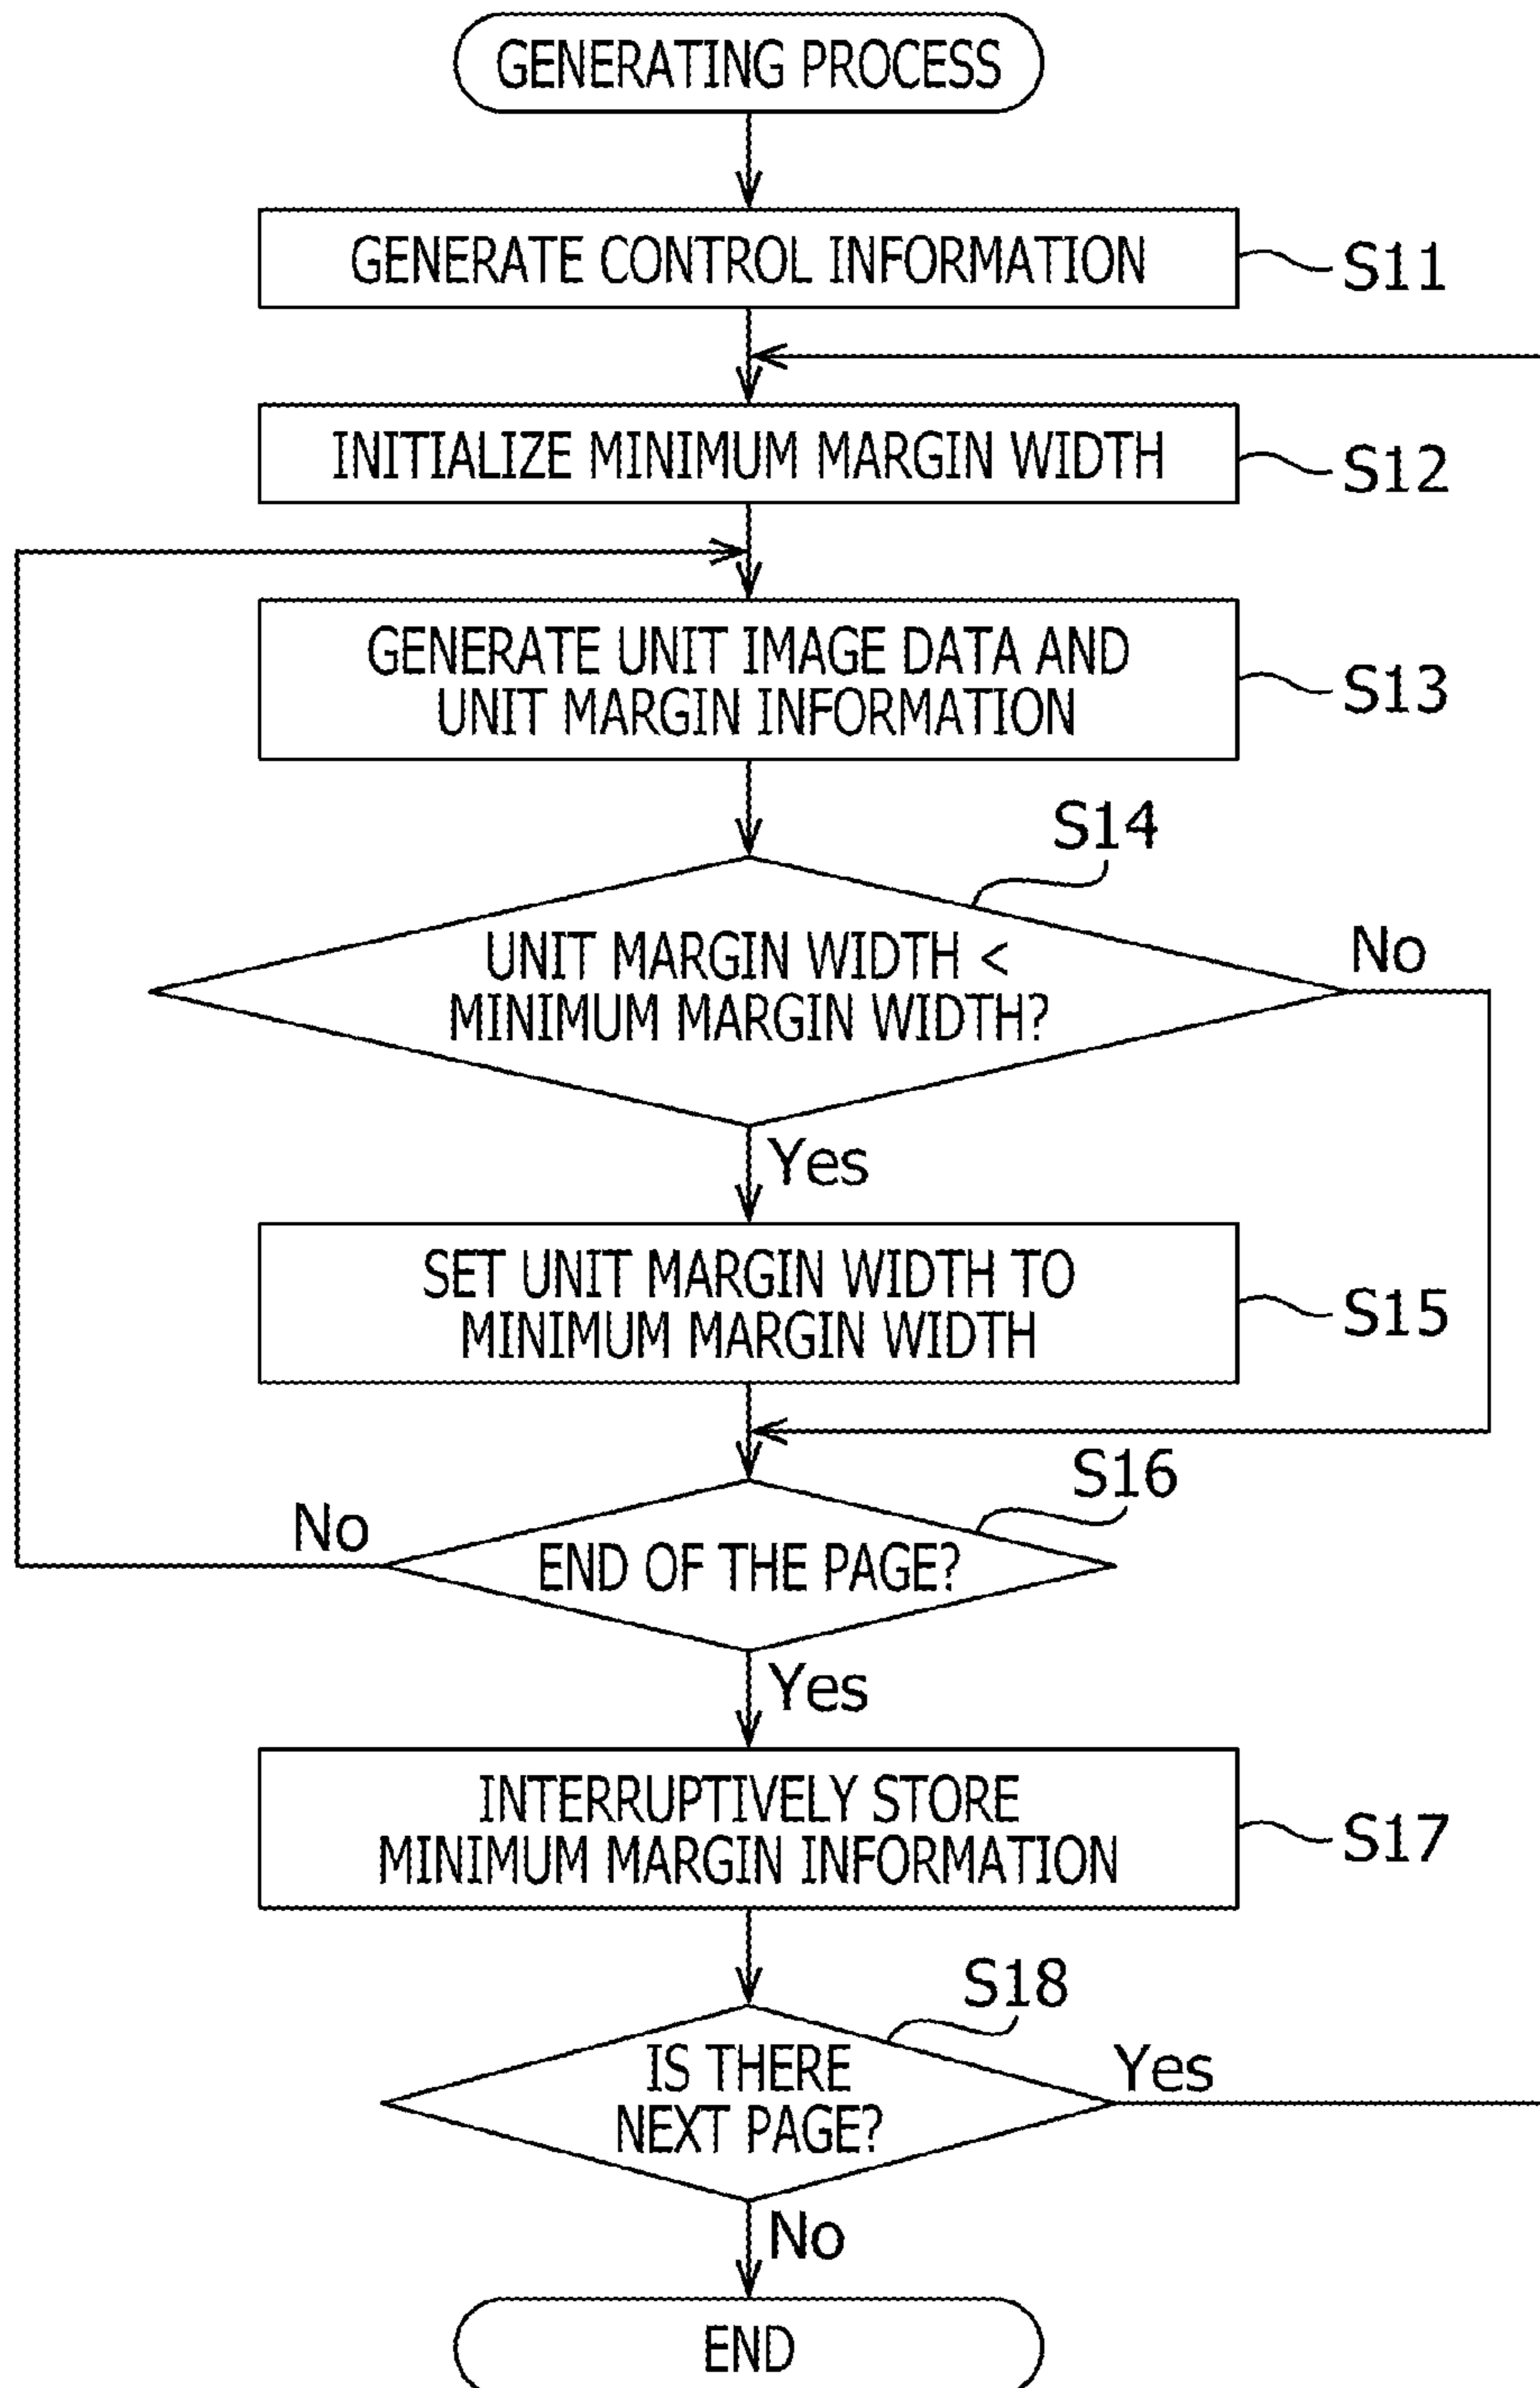 GENERATING PROCESS
GENERATE CONTROL INFORMATION
S11
INITIALIZE MINIMUM MARGIN WIDTH
S12
GENERATE UNIT IMAGE DATA AND
UNIT MARGIN INFORMATION
S13
S14
UNIT MARGIN WIDTH <
MINIMUM MARGIN WIDTH?
No
Yes
SET UNIT MARGIN WIDTH TO
MINIMUM MARGIN WIDTH
S15
S16
No
END OF THE PAGE?
Yes
INTERRUPTIVELY STORE
MINIMUM MARGIN INFORMATION
S17
S18
IS THERE
NEXT PAGE?
Yes
No
END